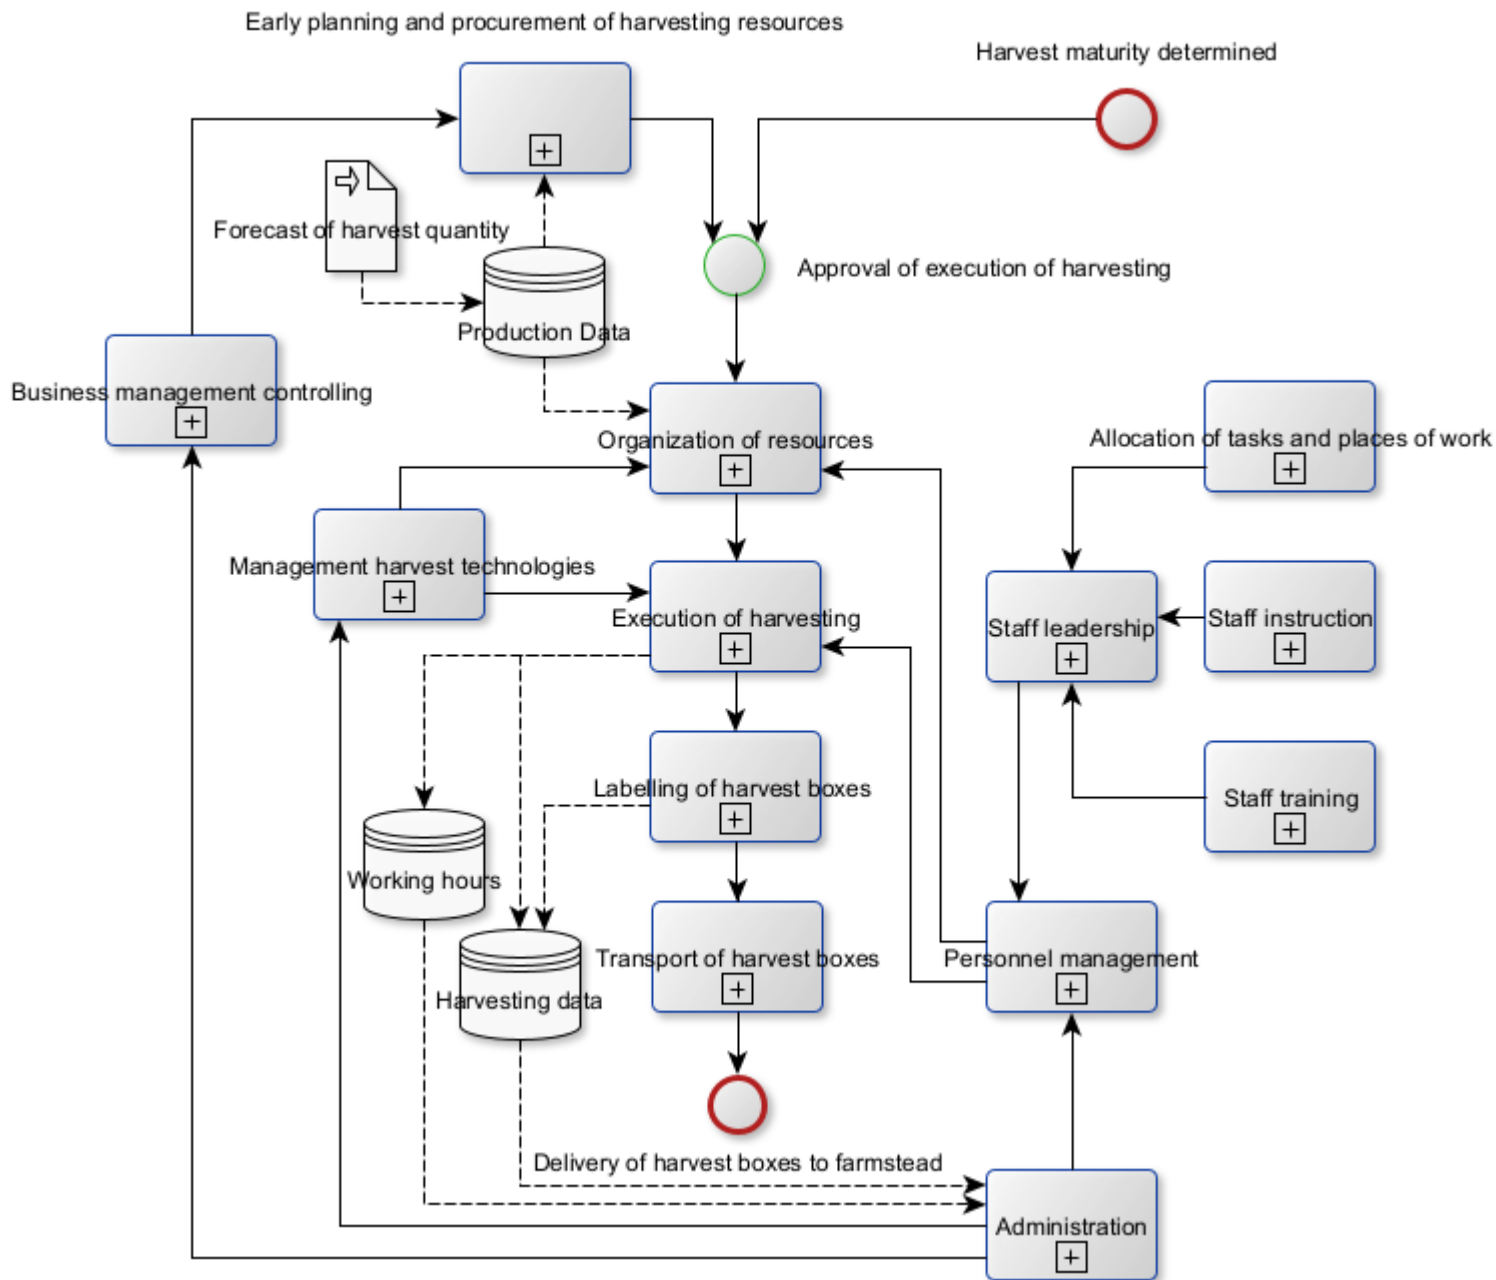 Early planning and procurement of harvesting resources
Harvest maturity determined
Forecast of harvest quantity
Approval of execution of harvesting
Production Data
Business management controlling
Organization of resources
Allocation of tasks and places of work
Management harvest technologies
Execution of harvesting
Staff leadership
Staff instruction
Labelling of harvest boxes
Staff training
Working hours
Transport of harvest boxes
Personnel management
Harvesting data
Delivery of harvest boxes to farmstead
Administration